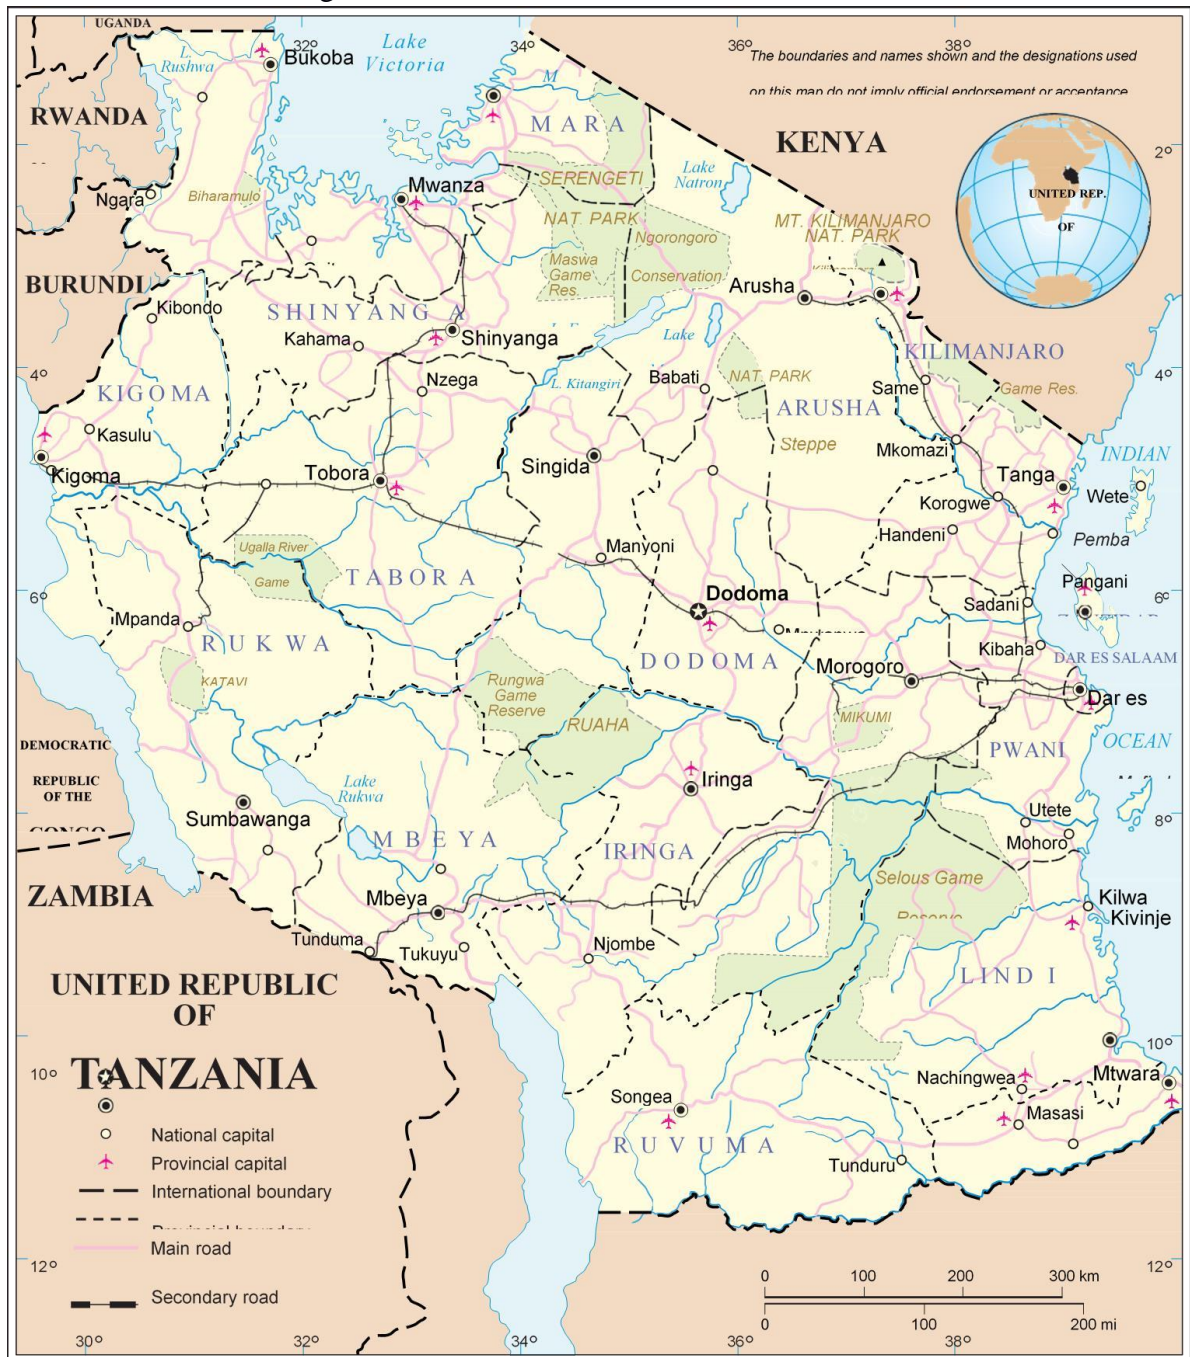 UGANDA
32°
34°
36°
38°
Lake
Victoria
L.
Rushwa
Bukoba
M
The boundaries and names shown and the designations used
on this map do not imply official endorsement or acceptance
RWANDA
MARA
KENYA
2°
Lake
Natron
SERENGETI
NAT. PARK
Mwanza
Ngara
Biharamulo
UNITED REP.
OF
MT. KILIMANJARO
NAT. PARK
Ngorongoro
Conservation
Maswa
Game
Res.
BURUNDI
Kibondo
SHINYANG A
Arusha
Kahama
Shinyanga
Lake
KILIMANJARO
4°
4°
KIGOMA
Nzega
L. Kitangiri
Babati
NAT. PARK
Same
Game Res.
ARUSHA
Kasulu
Steppe
Mkomazi
INDIAN
Kigoma
Tobora
Singida
Tanga
Wete
Korogwe
Handeni
Pemba
Ugalla River
Game
Manyoni
TABORA
Pangani
6°
6°
Dodoma
Sadani
Mpanda
RUKWA
DODOMA
Kibaha
DAR ES SALAAM
Morogoro
KATAVI
Rungwa
Game
Reserve
RUAHA
MIKUMI
Dar es
DEMOCRATIC
REPUBLIC
OF THE
CONGO
PWANI
OCEAN
Lake
Rukwa
Iringa
Sumbawanga
Utete
8°
MBEYA
IRINGA
Mohoro
ZAMBIA
Selous Game
Reserve
Mbeya
Kilwa
Kivinje
Tunduma
Tukuyu
Njombe
LINDI
UNITED REPUBLIC
OF
TANZANIA
10°
10°
Nachingwea
Mtwara
Songea
Masasi
National capital
RUVUMA
Provincial capital
Tunduru
International boundary
Provincial boundary
Main road
12°
12°
Secondary road
0 100 200 300 km
0 100 200 mi
30°
32°
34°
36°
38°